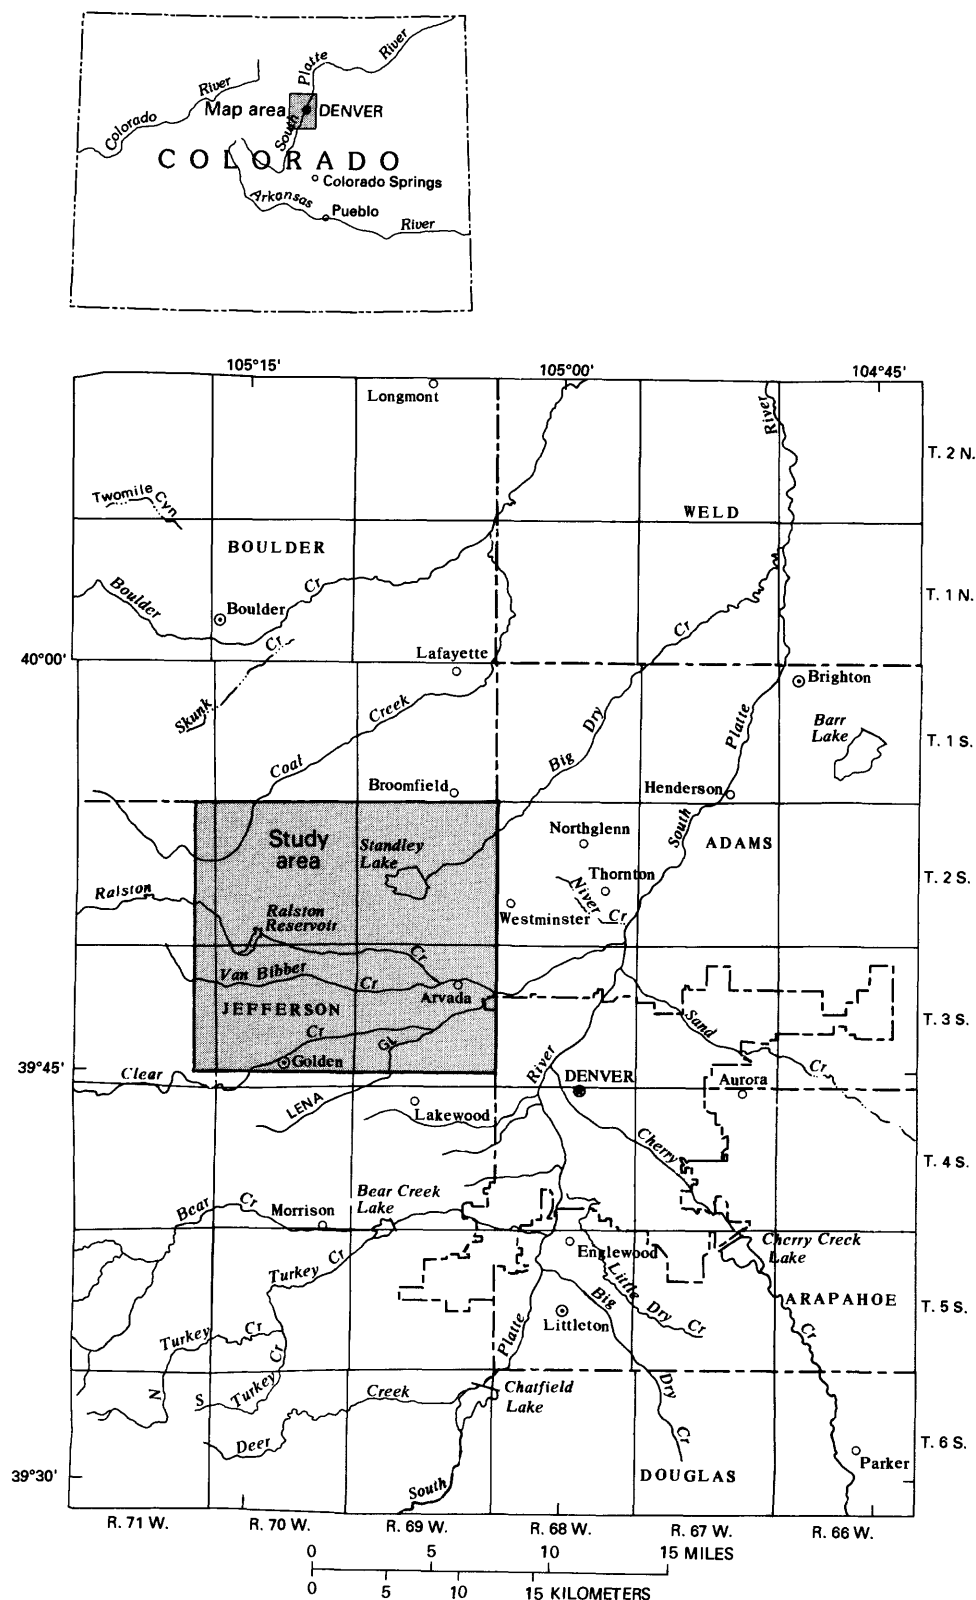 Platte
River
River
Colorado
Map area
DENVER
South
COLORADO
Colorado Springs
Arkansas
Pueblo
River
105°15'
105°00'
104°45'
Longmont
River
T. 2 N.
Twomile Cyn
WELD
BOULDER
Boulder
Cr
Boulder
T. 1 N.
Cr
Cr
40°00'
Lafayette
Brighton
Skunk
Creek
Dry
Platte
Barr
Lake
T. 1 S.
Coal
Big
Broomfield
Henderson
Study
area
Standley
Lake
Northglenn
South
ADAMS
Thornton
T. 2 S.
Ralston
Niver Cr
Ralston
Reservoir
Westminster
Cr
Van Bibber
Cr
Arvada
JEFFERSON
Sand
T. 3 S.
Cr
GL
Golden
39°45'
Clear
River
DENVER
Cr
Aurora
LENA
Lakewood
Cherry
T. 4 S.
Bear Creek
Lake
Bear
Cr
Morrison
Cherry Creek
Lake
Englewood
Turkey
Cr
Little Dry Cr
Big
ARAPAHOE
T. 5 S.
Turkey
Cr
Littleton
Cr
Platte
Cr
N
S
Turkey
Creek
Chatfield
Lake
Dry
Deer
Cr
T. 6 S.
Parker
39°30'
South
DOUGLAS
R. 71 W.
R. 70 W.
R. 69 W.
R. 68 W.
R. 67 W.
R. 66 W.
0
5
10
15 MILES
0
5
10
15 KILOMETERS